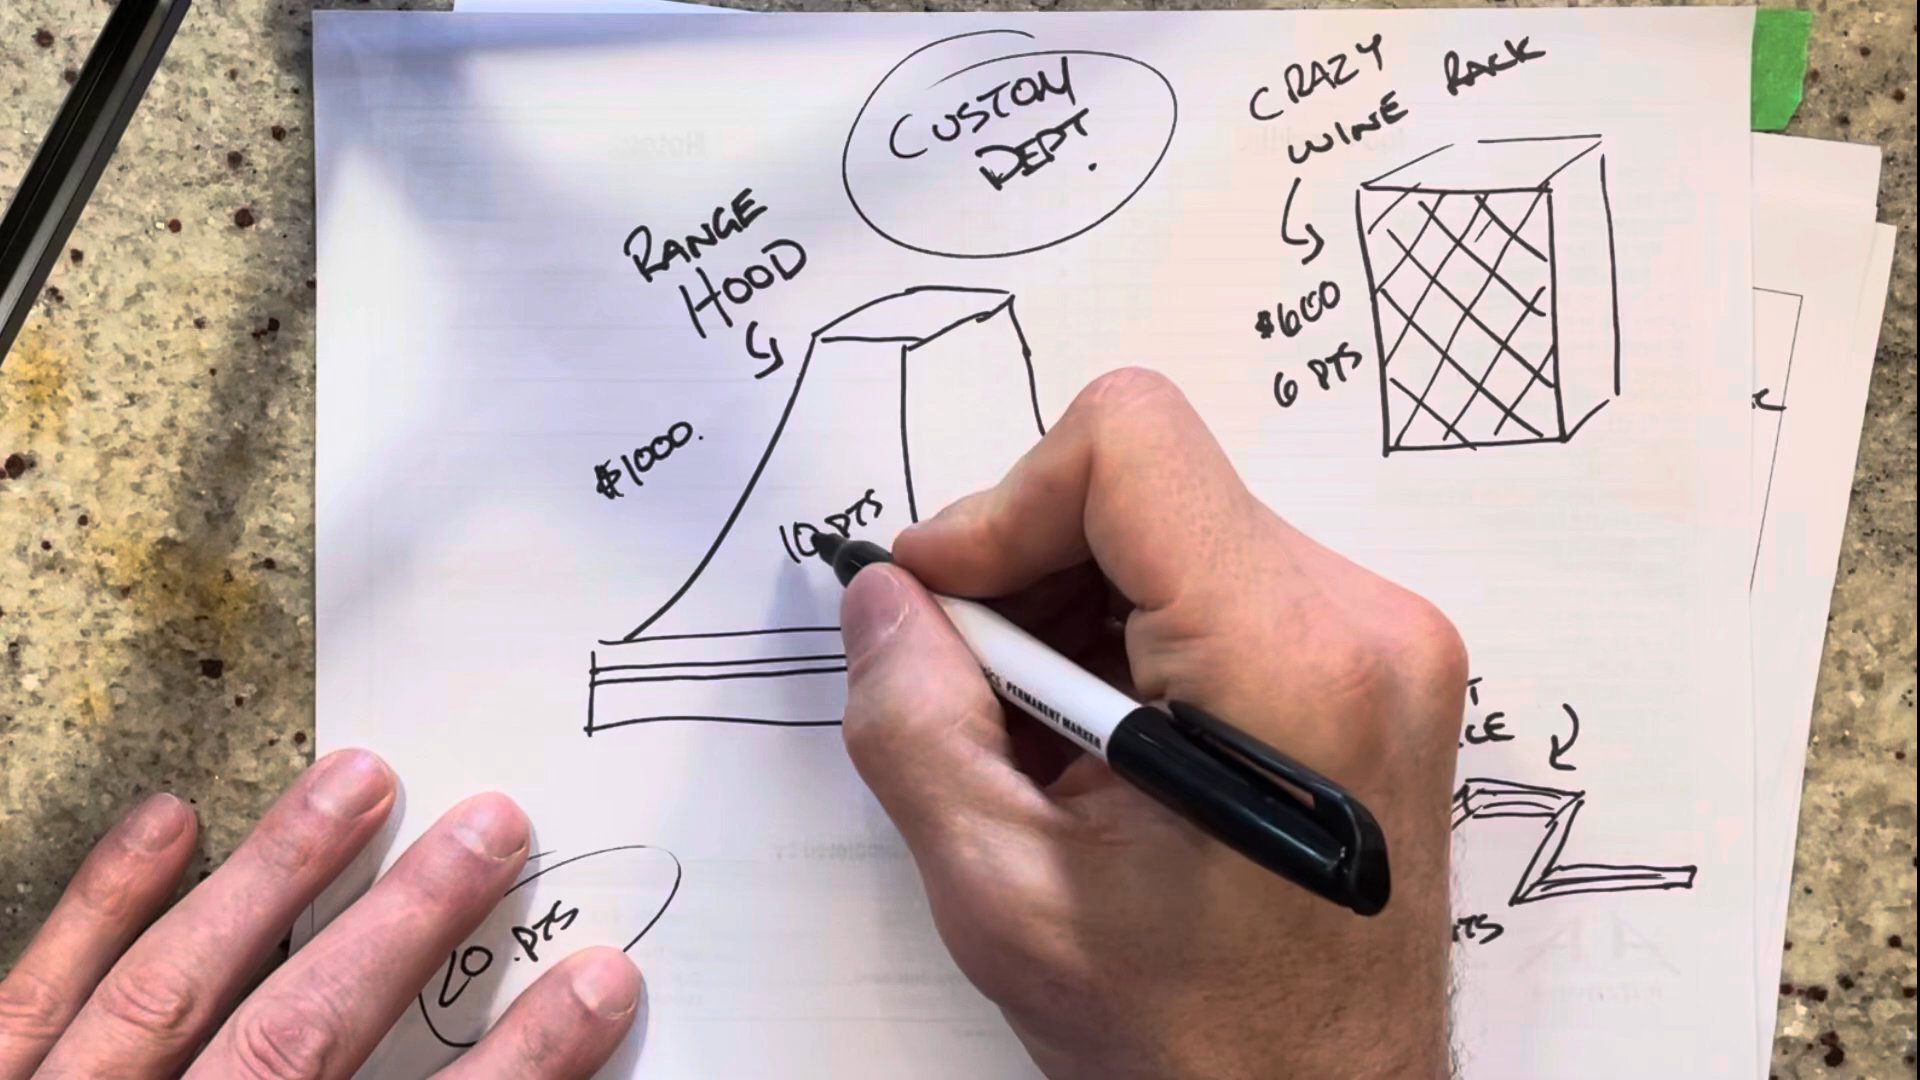 CUSTOM
DEPT.
CRAZY
WINE RACK
RANGE
HOOD
$600
6 PTS
$1000.
10 PTS
PERMANENT MARKER
20 PTS